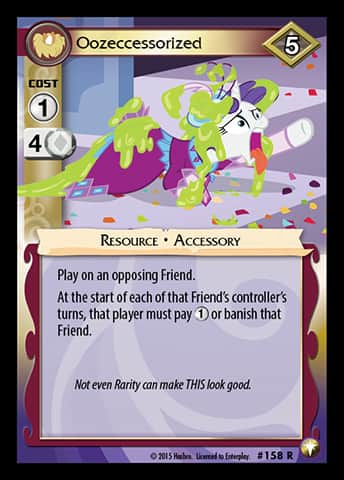 Oozeccessorized
5
COST
1
4
RESOURCE • ACCESSORY
Play on an opposing Friend.
At the start of each of that Friend's controller's
turns, that player must pay 1 or banish that
Friend.
Not even Rarity can make THIS look good.
© 2015 Hasbro. Licensed to Enterplay. #158 R